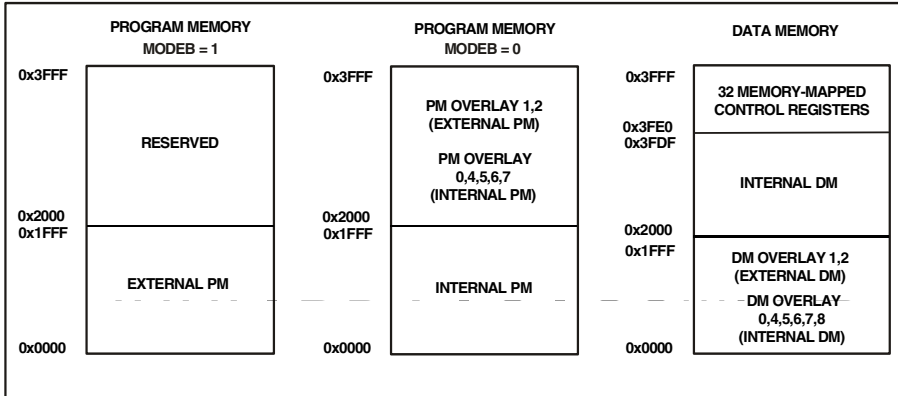 PROGRAM MEMORY
MODEB = 1
0x3FFF
RESERVED
0x2000
0x1FFF
EXTERNAL PM
0x0000
PROGRAM MEMORY
MODEB = 0
0x3FFF
PM OVERLAY 1,2
(EXTERNAL PM)
PM OVERLAY
0,4,5,6,7
(INTERNAL PM)
0x2000
0x1FFF
INTERNAL PM
0x0000
DATA MEMORY
0x3FFF
32 MEMORY-MAPPED
CONTROL REGISTERS
0x3FE0
0x3FDF
INTERNAL DM
0x2000
0x1FFF
DM OVERLAY 1,2
(EXTERNAL DM)
DM OVERLAY
0,4,5,6,7,8
(INTERNAL DM)
0x0000